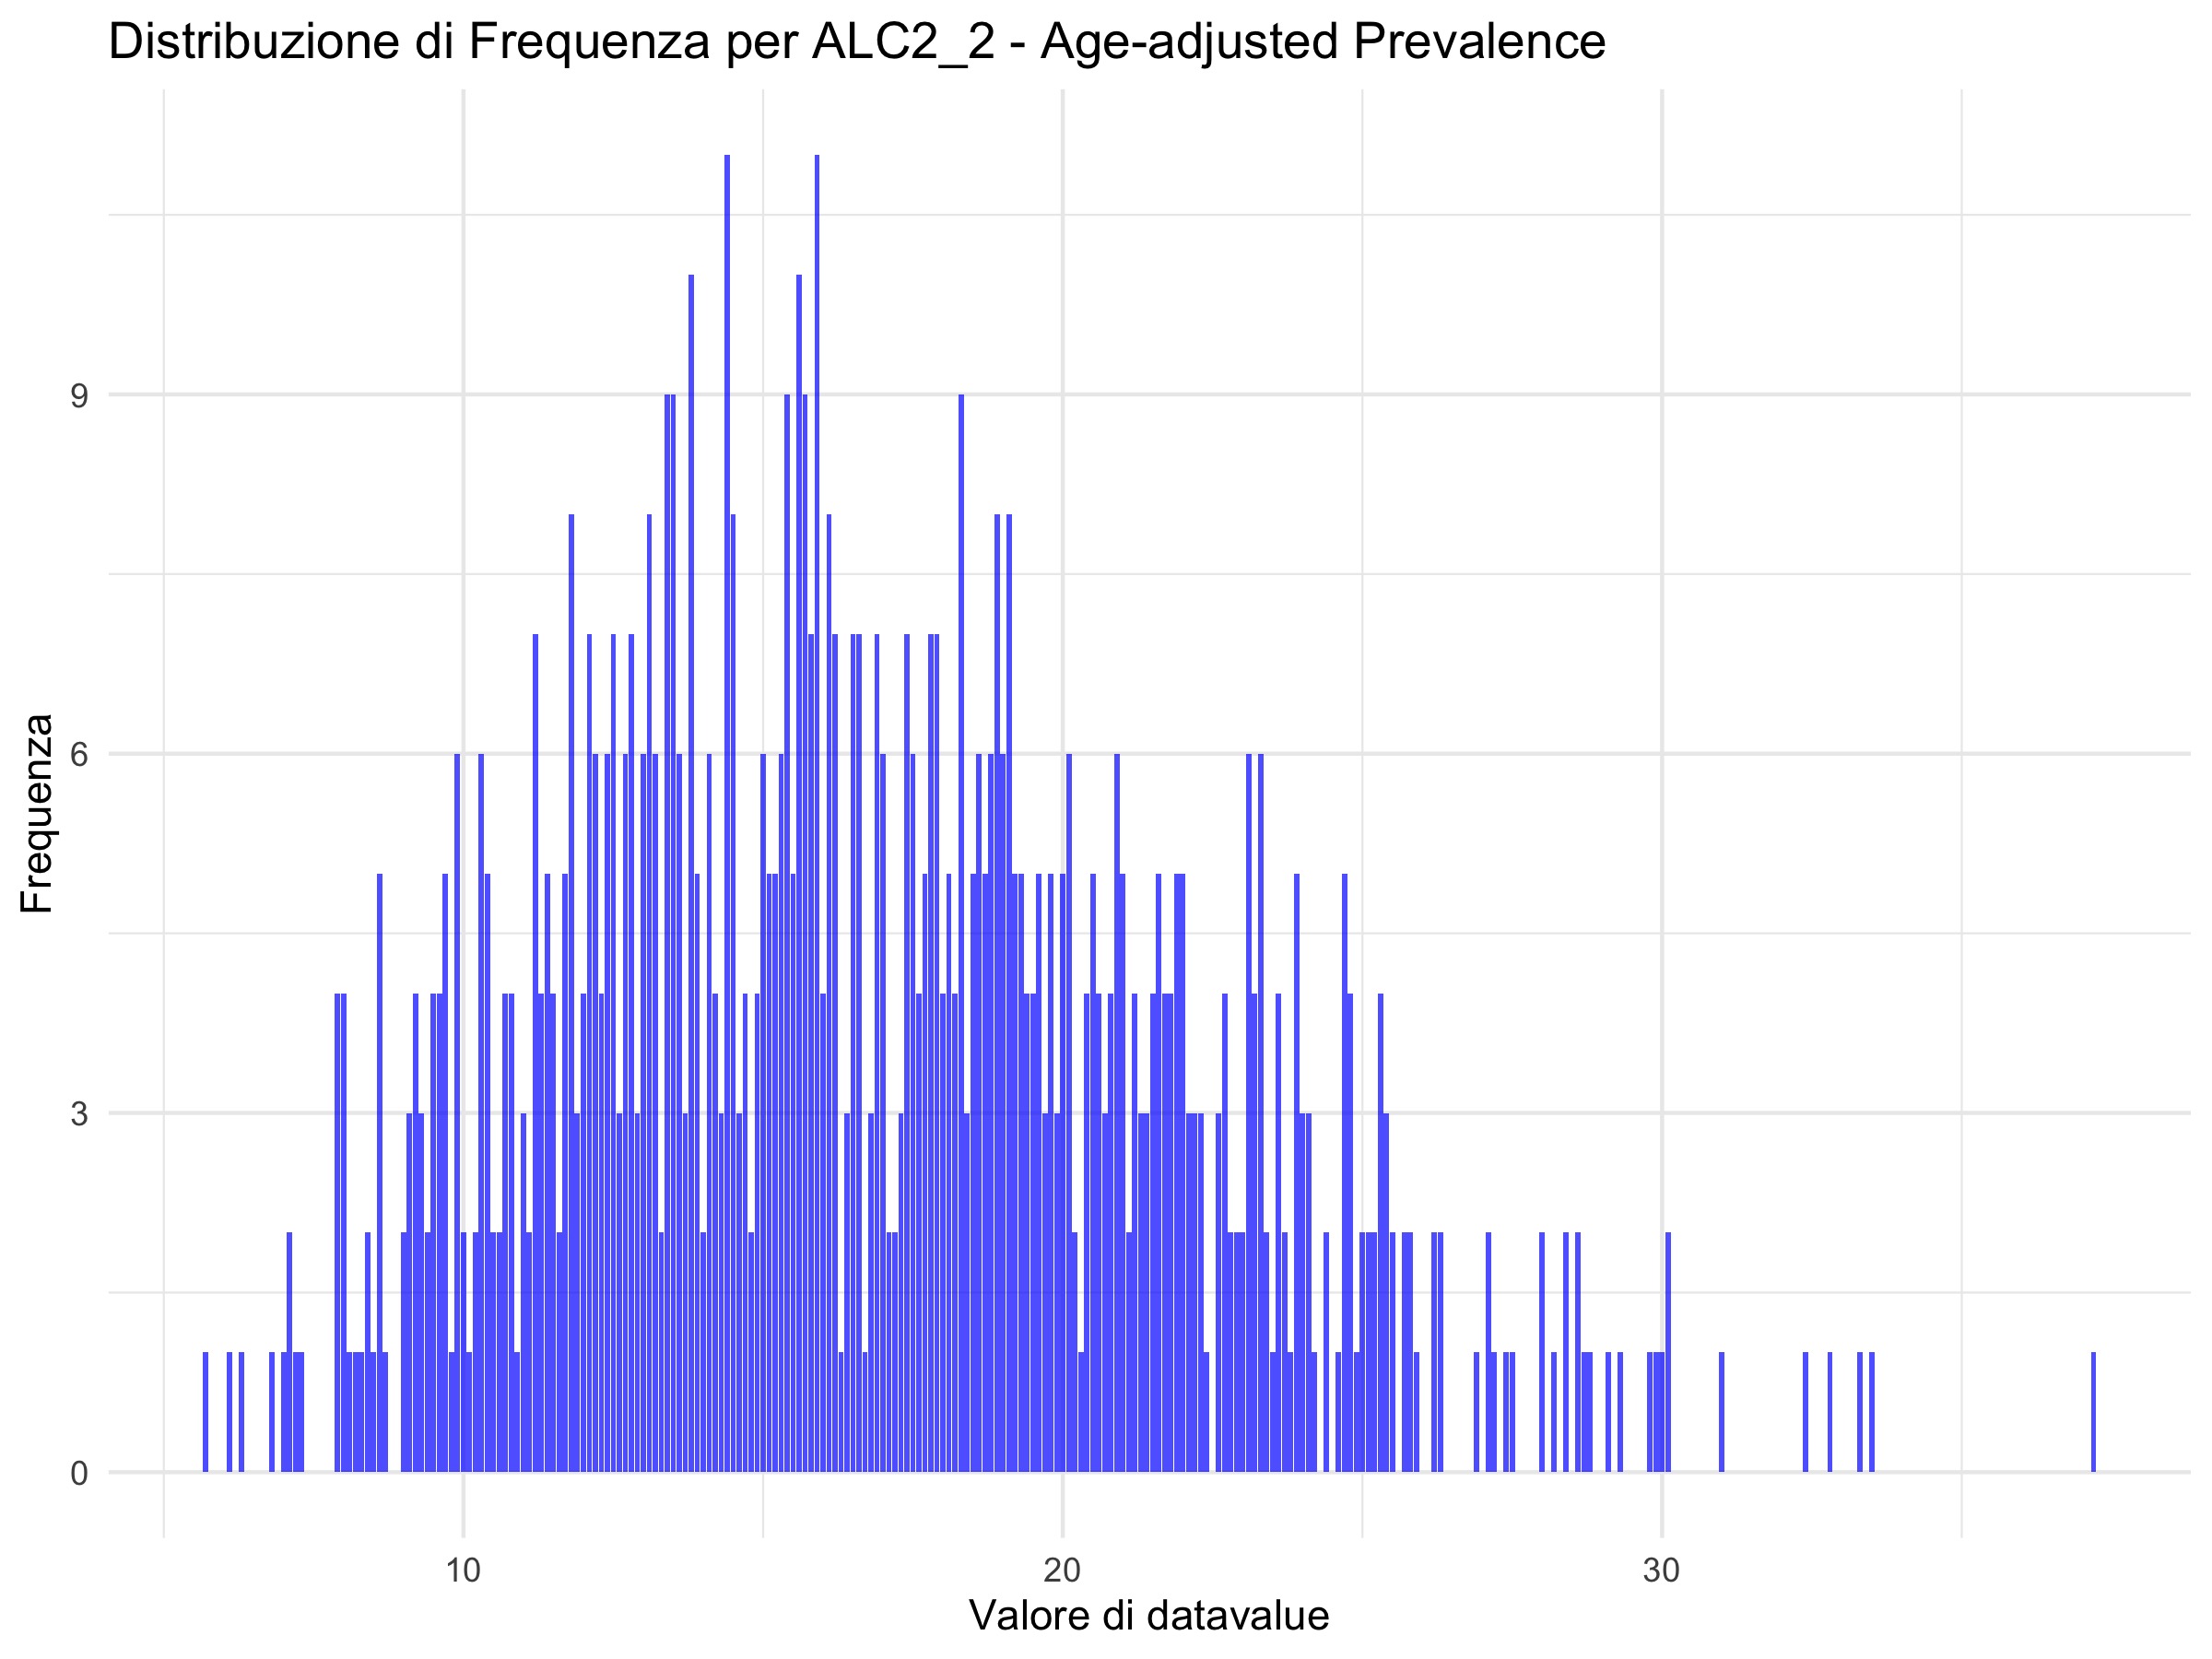 Distribuzione di Frequenza per ALC2_2 - Age-adjusted Prevalence
Frequenza
9
6
3
0
10 20 30
Valore di datavalue